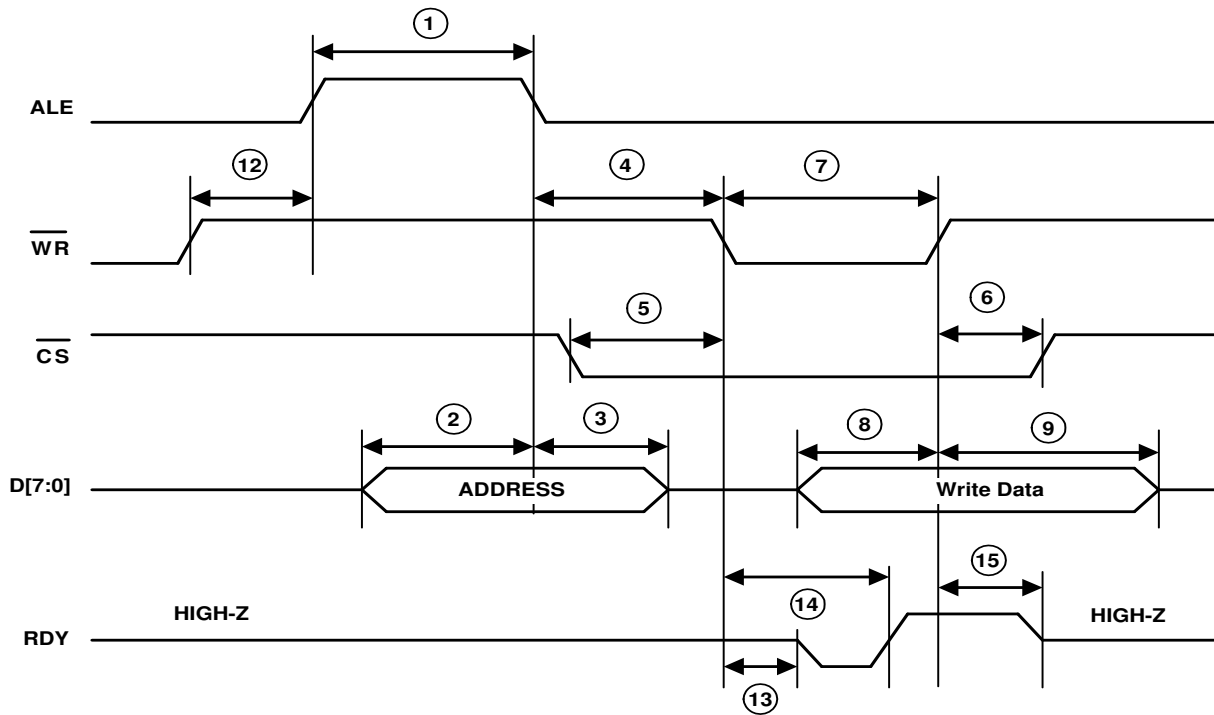 1
ALE
12
4
7
WR
5
6
CS
2
3
8
9
D[7:0]
ADDRESS
Write Data
15
14
HIGH-Z
HIGH-Z
RDY
13